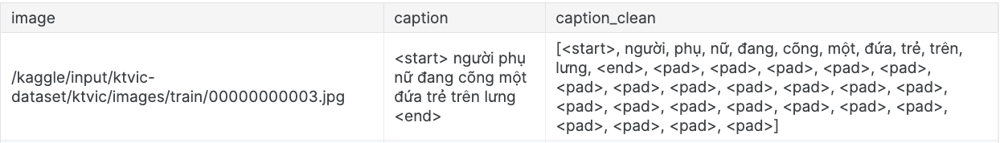 image caption caption_clean
/kaggle/input/ktvic-
dataset/ktvic/images/train/00000000003.jpg
<start> người phụ
nữ đang cõng một
đứa trẻ trên lưng
<end>
[<start>, người, phụ, nữ, đang, cõng, một, đứa, trẻ, trên,
lưng, <end>, <pad>, <pad>, <pad>, <pad>, <pad>,
<pad>, <pad>, <pad>, <pad>, <pad>, <pad>, <pad>,
<pad>, <pad>, <pad>, <pad>, <pad>, <pad>, <pad>,
<pad>, <pad>, <pad>, <pad>]